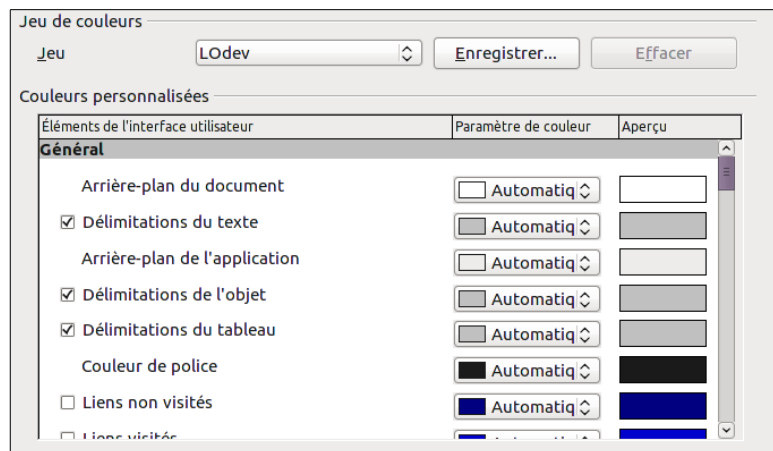 Jeu de couleurs
Jeu LOdev Enregistrer... Effacer
Couleurs personnalisées
Éléments de l'interface utilisateur Paramètre de couleur Aperçu
Général
Arrière-plan du document Automatiq
Délimitations du texte Automatiq
Arrière-plan de l'application Automatiq
Délimitations de l'objet Automatiq
Délimitations du tableau Automatiq
Couleur de police Automatiq
Liens non visités Automatiq
Liens visités